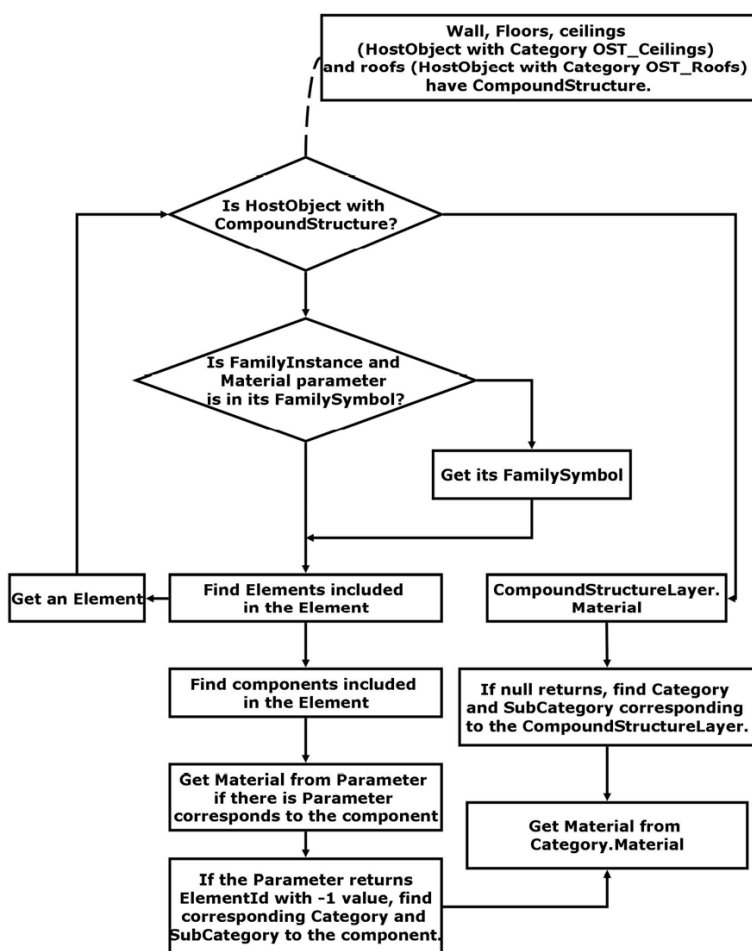 Wall, Floors, ceilings
(HostObject with Category OST_Ceilings)
and roofs (HostObject with Category OST_Roofs)
have CompoundStructure.
Is HostObject with
CompoundStructure?
Is FamilyInstance and
Material parameter
is in its FamilySymbol?
Get its FamilySymbol
Get an Element
Find Elements included
in the Element
CompoundStructureLayer.
Material
Find components included
in the Element
If null returns, find Category
and SubCategory corresponding
to the CompoundStructureLayer.
Get Material from Parameter
if there is Parameter
corresponds to the component
Get Material from
Category.Material
If the Parameter returns
ElementId with -1 value, find
corresponding Category and
SubCategory to the component.